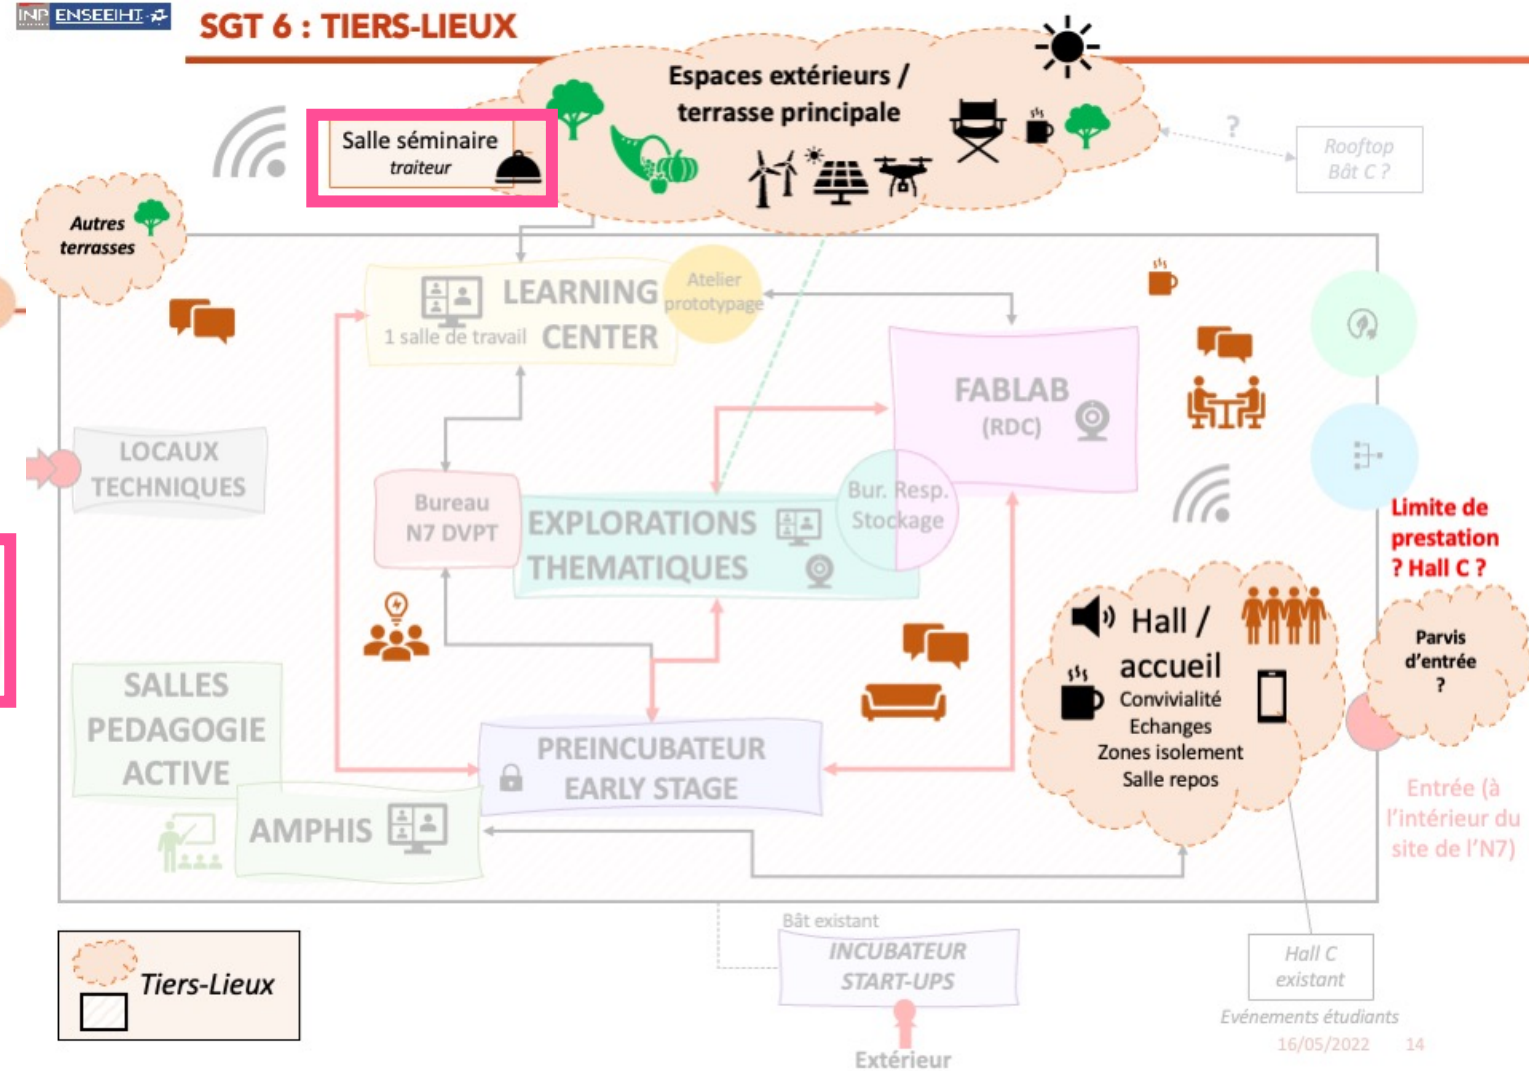 INP ENSEEIHT
SGT 6 : TIERS-LIEUX
Espaces extérieurs /
terrasse principale
Salle séminaire
traiteur
?
Rooftop
Bât C ?
Autres
terrasses
LEARNING
CENTER
1 salle de travail
Atelier
prototypage
FABLAB
(RDC)
LOCAUX
TECHNIQUES
Bureau
N7 DVPT
EXPLORATIONS
THEMATIQUES
Bur. Resp.
Stockage
Limite de
prestation
? Hall C ?
Hall /
accueil
Convivialité
Echanges
Zones isolement
Salle repos
Parvis
d'entrée
?
SALLES
PEDAGOGIE
ACTIVE
AMPHIS
PREINCUBATEUR
EARLY STAGE
Entrée (à
l'intérieur du
site de l'N7)
Bât existant
INCUBATEUR
START-UPS
Extérieur
Hall C
existant
Evénements étudiants
Tiers-Lieux
16/05/2022 14